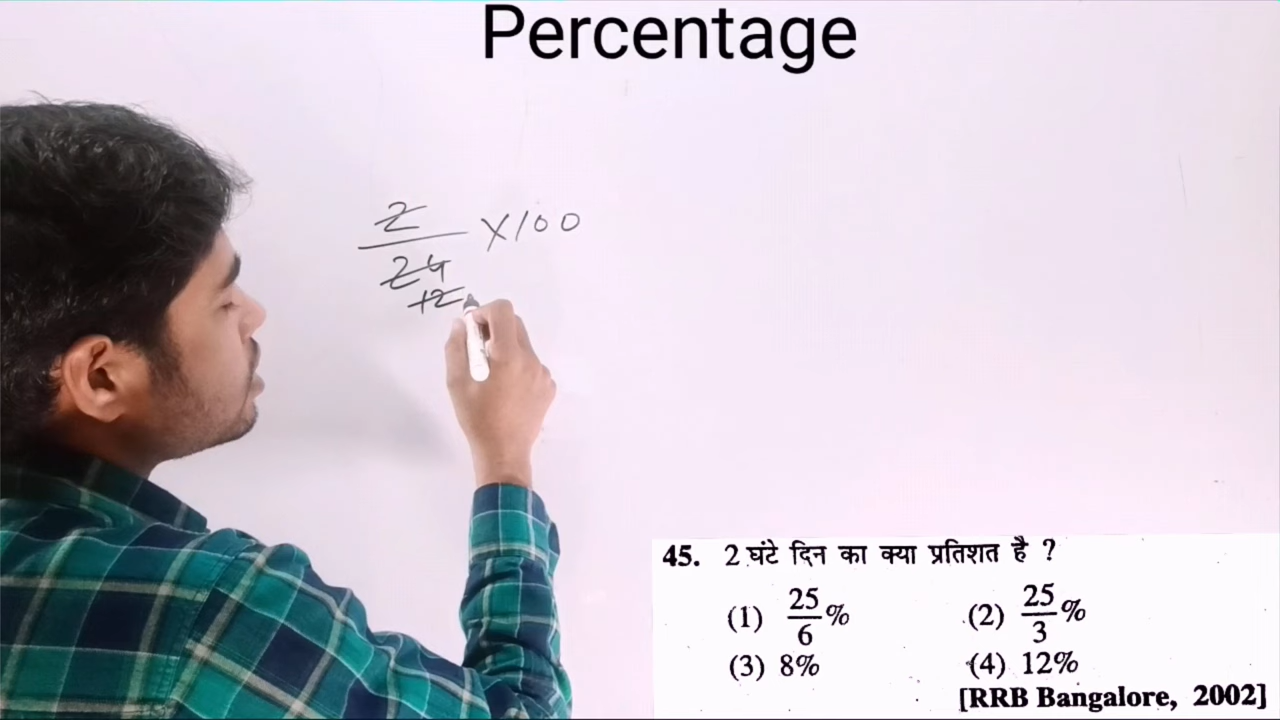 Percentage
2
24 ×100
12
45. 2 घंटे दिन का क्या प्रतिशत है ?
(1) 25/6 % (2) 25/3 %
(3) 8% (4) 12%
[RRB Bangalore, 2002]